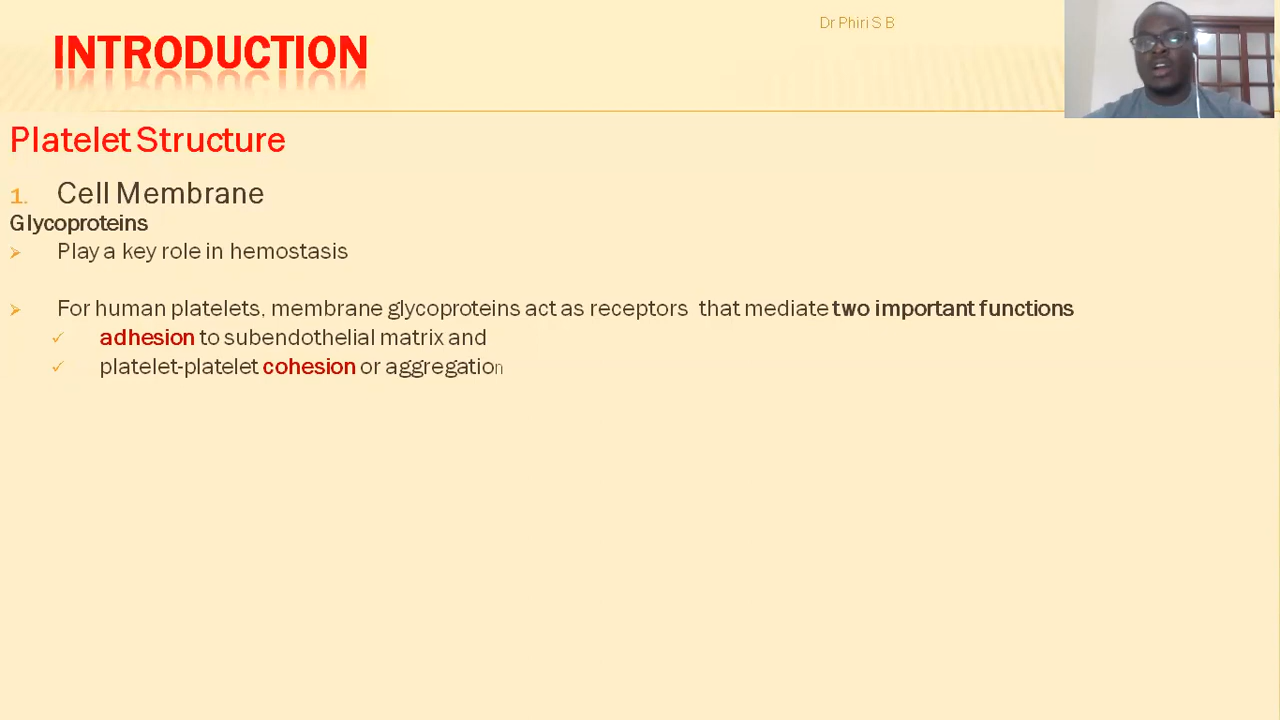 Dr Phiri S B
INTRODUCTION
Platelet Structure
1. Cell Membrane
Glycoproteins
Play a key role in hemostasis
For human platelets, membrane glycoproteins act as receptors that mediate two important functions
adhesion to subendothelial matrix and
platelet-platelet cohesion or aggregation